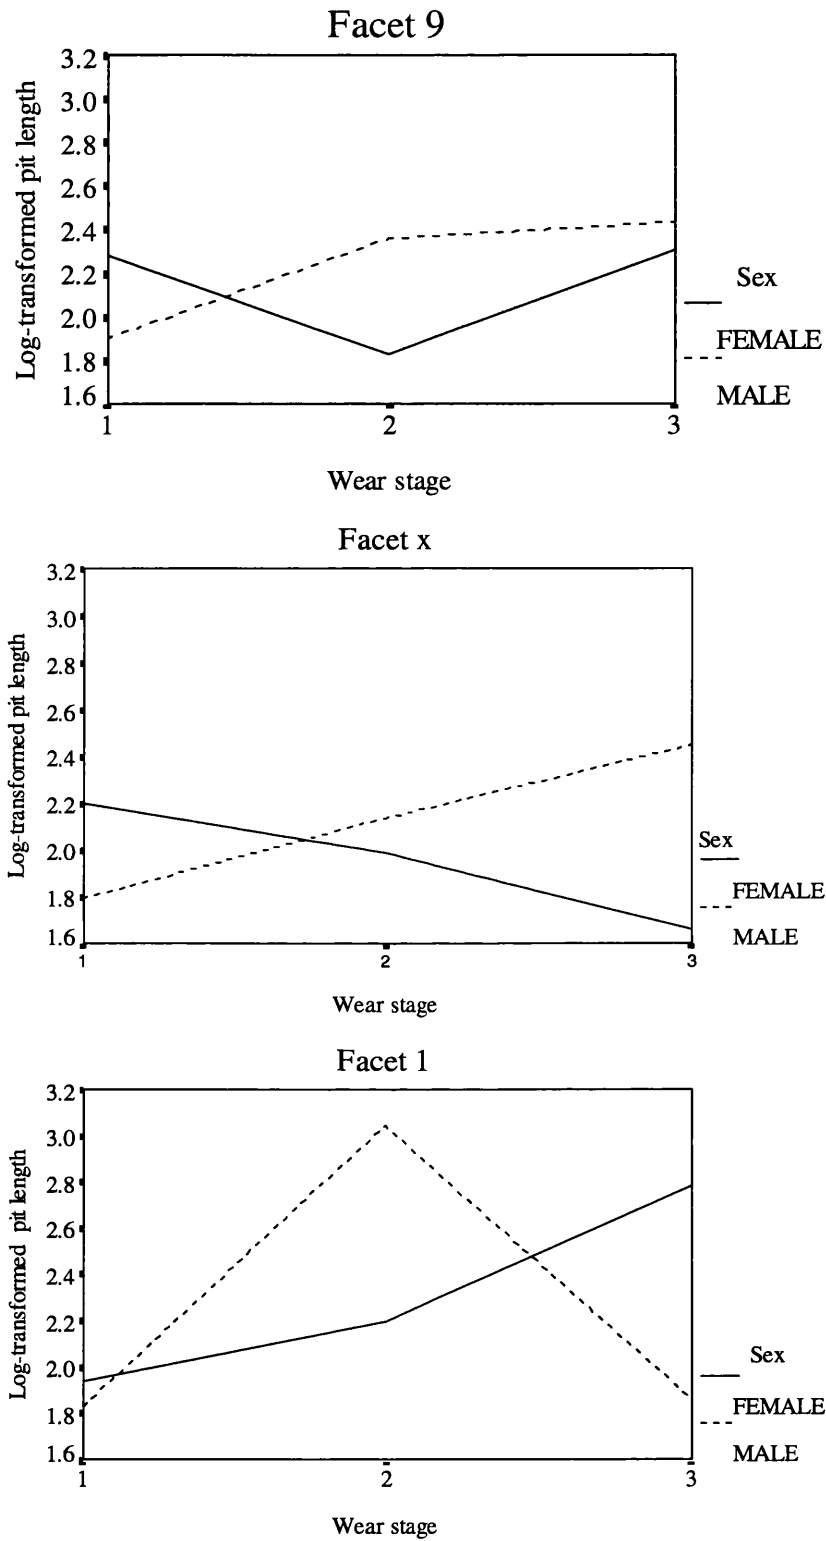 Facet 9
Log-transformed pit length
3.2
3.0
2.8
2.6
2.4
2.2
2.0
1.8
1.6
1 2 3
Wear stage
Sex
FEMALE
MALE
Facet x
Log-transformed pit length
3.2
3.0
2.8
2.6
2.4
2.2
2.0
1.8
1.6
1 2 3
Wear stage
Sex
FEMALE
MALE
Facet 1
Log-transformed pit length
3.2
3.0
2.8
2.6
2.4
2.2
2.0
1.8
1.6
1 2 3
Wear stage
Sex
FEMALE
MALE